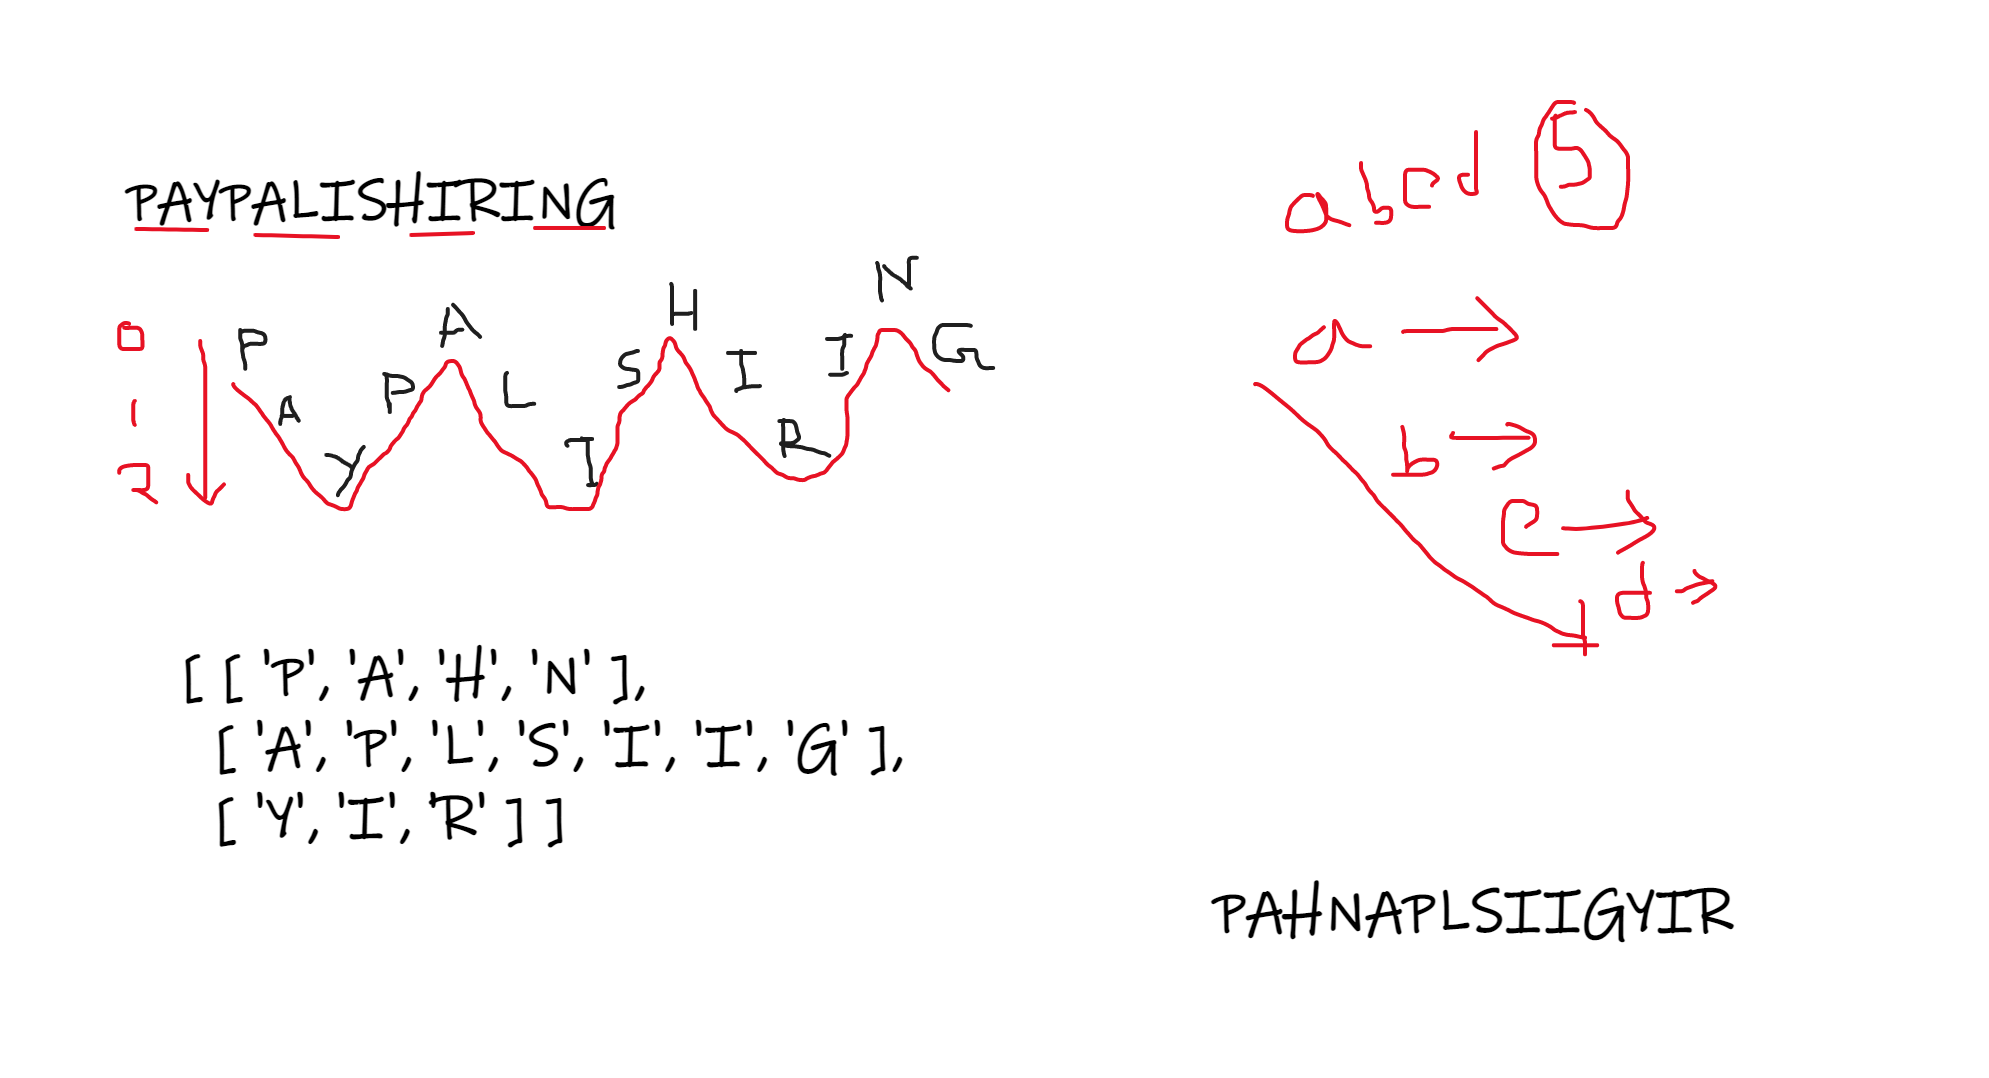 PAYPALISHIRING
abcd 5
0
1
2
P
A
Y
P
A
L
I
S
H
I
R
I
N
G
a
b
c
d
[ [ 'P', 'A', 'H', 'N' ],
[ 'A', 'P', 'L', 'S', 'I', 'I', 'G' ],
[ 'Y', 'I', 'R' ] ]
PAHNAPLSIIGYIR